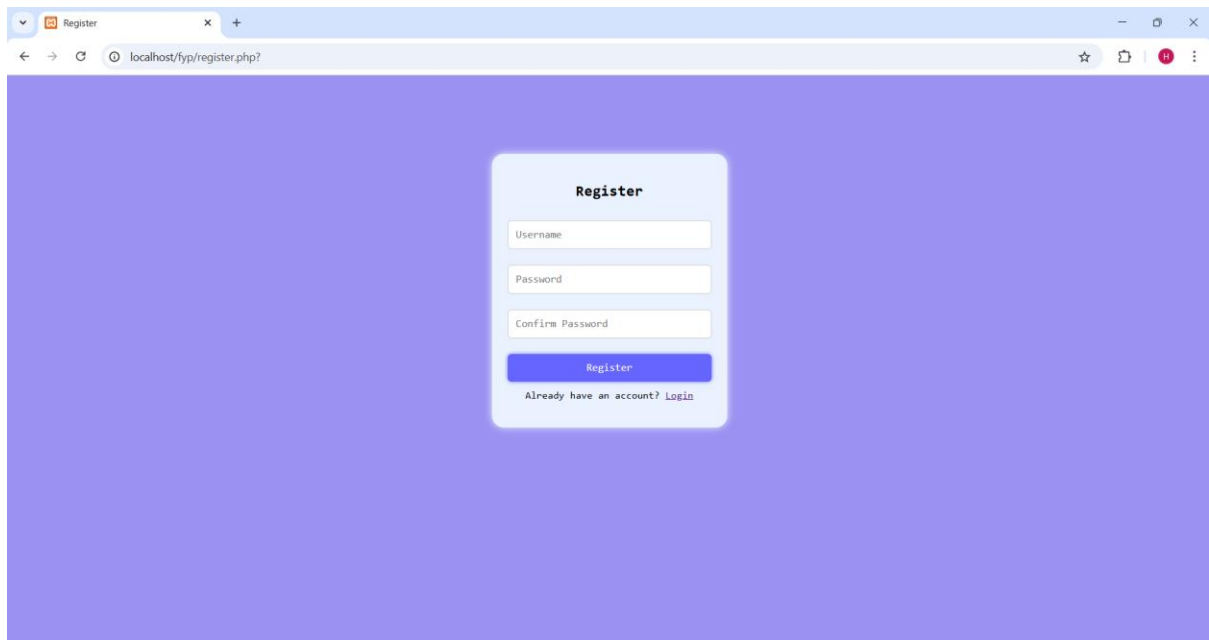 Register
localhost/fyp/register.php?
H
Register
Username
Password
Confirm Password
Register
Already have an account? Login